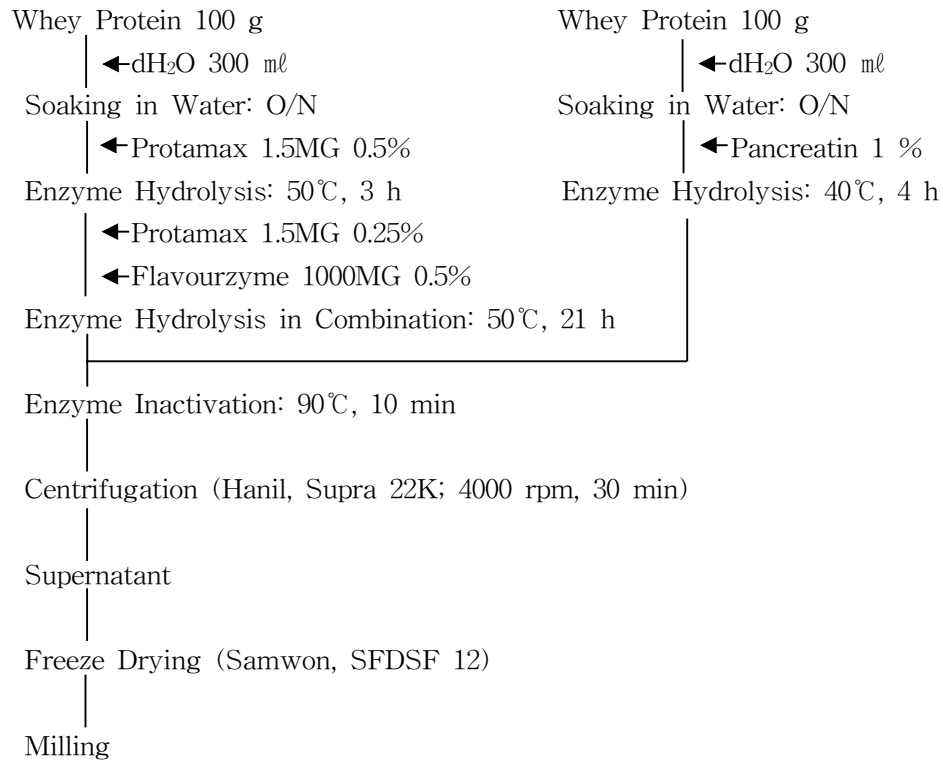 Whey Protein 100 g
dH₂O 300 ㎖
Soaking in Water: O/N
Protamax 1.5MG 0.5%
Enzyme Hydrolysis: 50℃, 3 h
Protamax 1.5MG 0.25%
Flavourzyme 1000MG 0.5%
Enzyme Hydrolysis in Combination: 50℃, 21 h
Whey Protein 100 g
dH₂O 300 ㎖
Soaking in Water: O/N
Pancreatin 1 %
Enzyme Hydrolysis: 40℃, 4 h
Enzyme Inactivation: 90℃, 10 min
Centrifugation (Hanil, Supra 22K; 4000 rpm, 30 min)
Supernatant
Freeze Drying (Samwon, SFDSF 12)
Milling